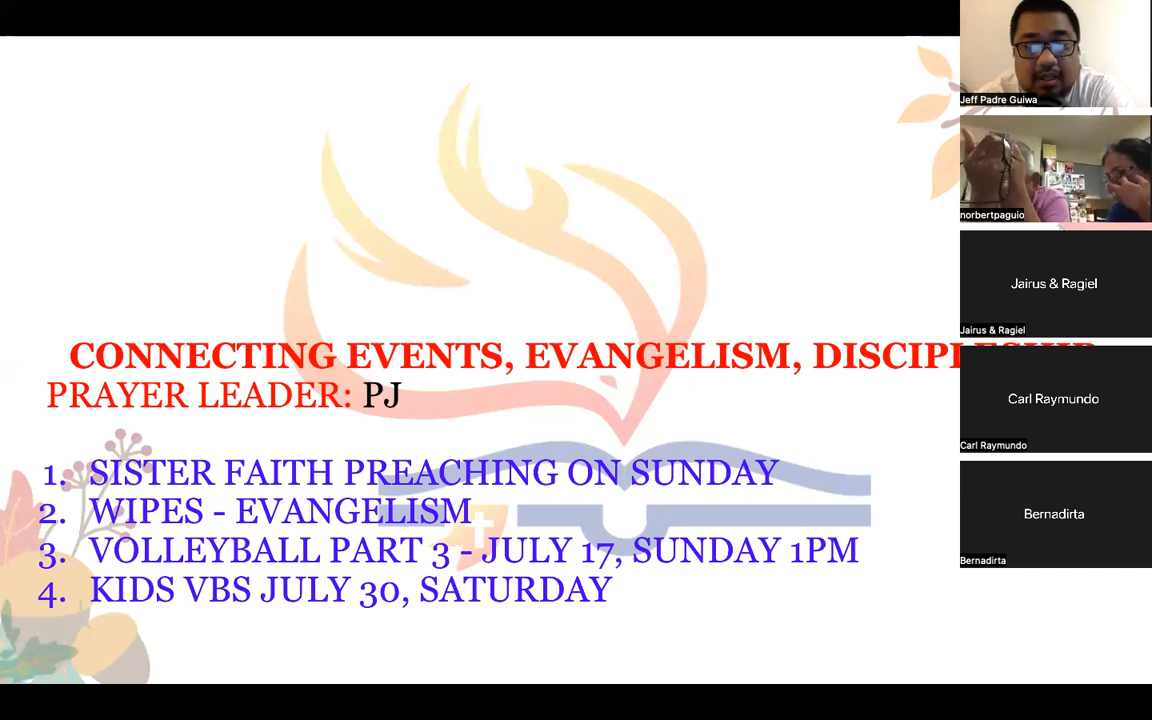 CONNECTING EVENTS, EVANGELISM, DISCIPLESHIP
PRAYER LEADER: PJ
1. SISTER FAITH PREACHING ON SUNDAY
2. WIPES - EVANGELISM
3. VOLLEYBALL PART 3 - JULY 17, SUNDAY 1PM
4. KIDS VBS JULY 30, SATURDAY
Jeff Padre Guiwa
norbertpaguio
Jairus & Ragiel
Jairus & Ragiel
Carl Raymundo
Carl Raymundo
Bernadirta
Bernadirta